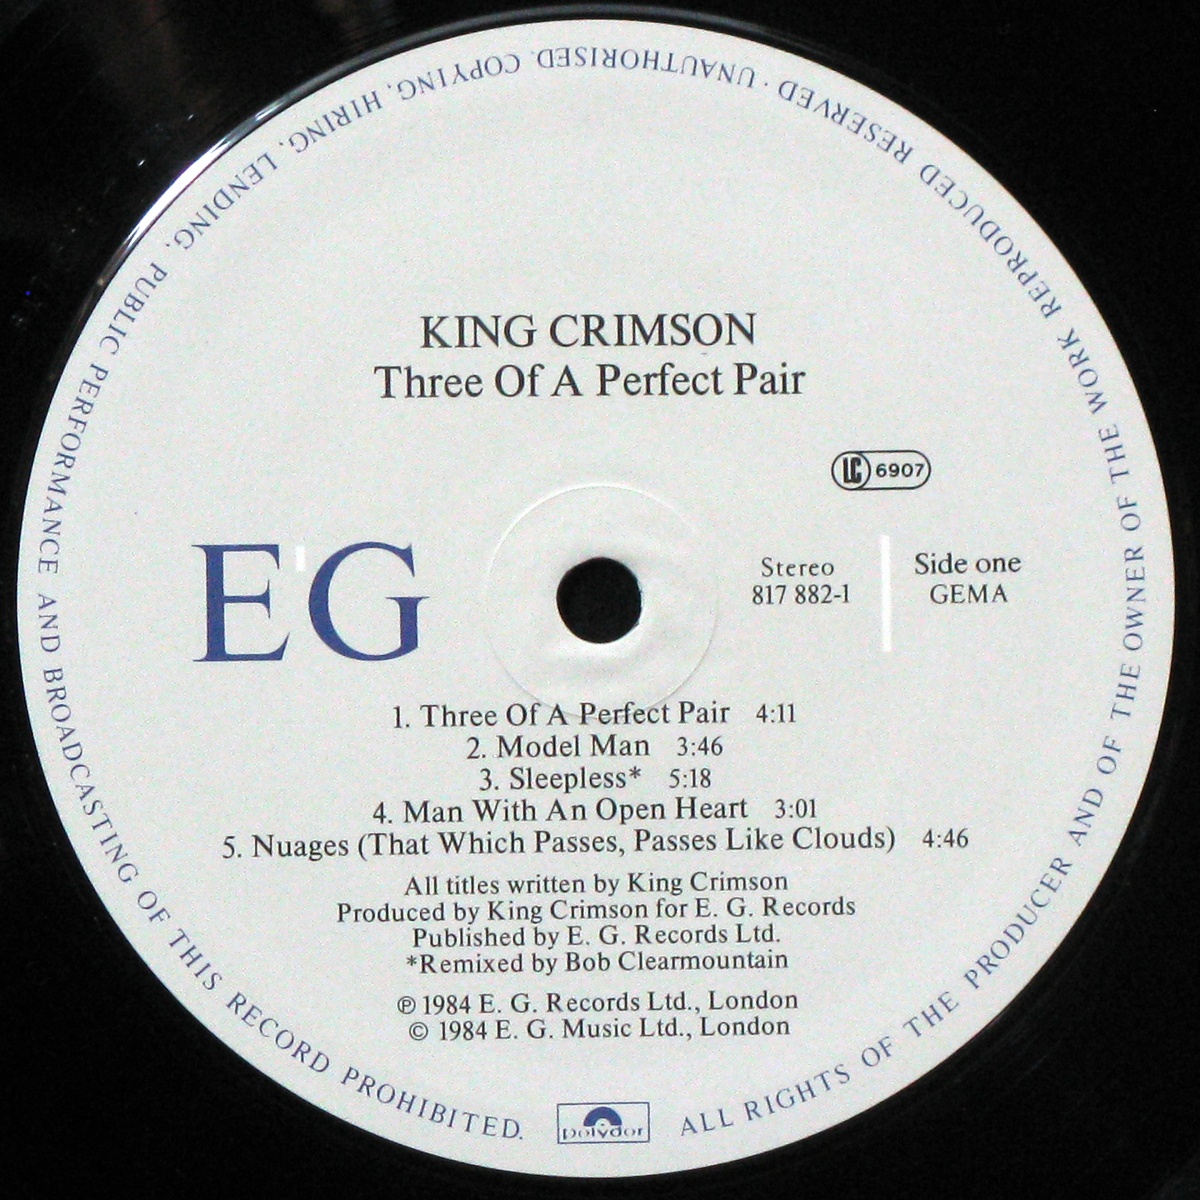 KING CRIMSON
Three Of A Perfect Pair
LC 6907
E'G
Stereo
817 882-1
Side one
GEMA
1. Three Of A Perfect Pair 4:11
2. Model Man 3:46
3. Sleepless* 5:18
4. Man With An Open Heart 3:01
5. Nuages (That Which Passes, Passes Like Clouds) 4:46
All titles written by King Crimson
Produced by King Crimson for E. G. Records
Published by E. G. Records Ltd.
*Remixed by Bob Clearmountain
℗ 1984 E. G. Records Ltd., London
© 1984 E. G. Music Ltd., London
polydor
ALL RIGHTS OF THE PRODUCER AND OF THE OWNER OF THE WORK REPRODUCED RESERVED · UNAUTHORISED. COPYING, HIRING, LENDING, PUBLIC PERFORMANCE AND BROADCASTING OF THIS RECORD PROHIBITED.